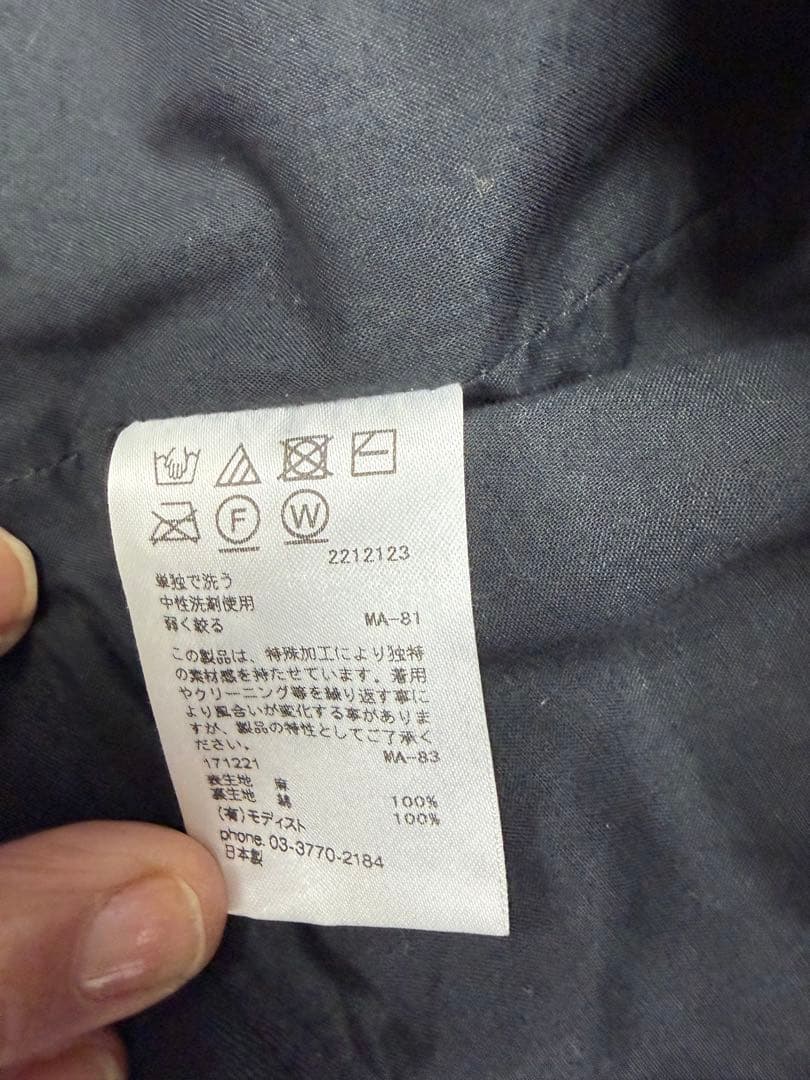 F W
2212123
単独で洗う
中性洗剤使用
弱く絞る MA-81
この製品は、特殊加工により独特
の素材感を持たせています。着用
やクリーニング等を繰り返す事に
より風合いが変化する事がありま
すが、製品の特性としてご了承く
ださい。
171221 MA-83
表生地 麻 100%
裏生地 綿 100%
(有)モディスト
phone. 03-3770-2184
日本製